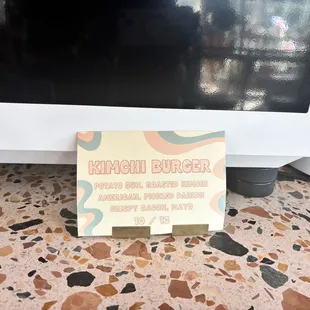 KIMCHI BURGER
POTATO BUN, ROASTED KIMCHI
AMERICAN, PICKLED DAIKON
CRISPY BACON, MAYO
10 / 12